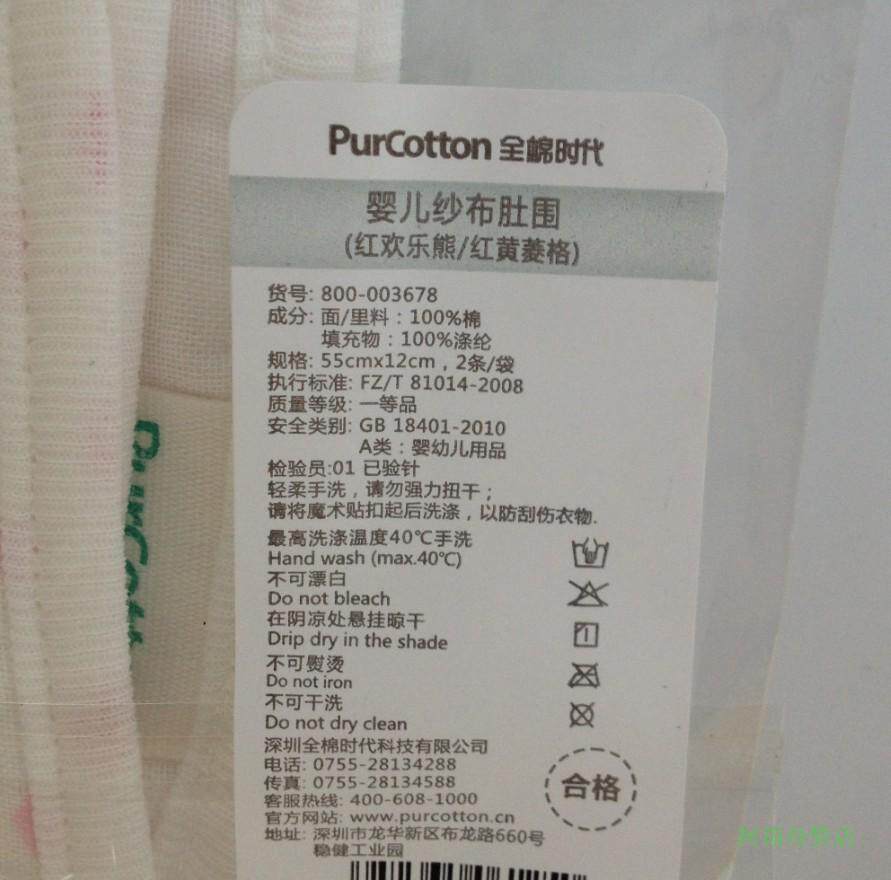 PurCotton 全棉时代
婴儿纱布肚围
(红欢乐熊/红黄菱格)
货号: 800-003678
成分: 面/里料：100%棉
填充物：100%涤纶
规格: 55cmx12cm，2条/袋
执行标准: FZ/T 81014-2008
质量等级: 一等品
安全类别: GB 18401-2010
A类：婴幼儿用品
检验员:01 已验针
轻柔手洗，请勿强力扭干；
请将魔术贴扣起后洗涤，以防刮伤衣物.
最高洗涤温度40℃手洗
Hand wash (max.40℃)
不可漂白
Do not bleach
在阴凉处悬挂晾干
Drip dry in the shade
不可熨烫
Do not iron
不可干洗
Do not dry clean
深圳全棉时代科技有限公司
电话: 0755-28134288
传真: 0755-28134588
客服热线: 400-608-1000
官方网站: www.purcotton.cn
地址: 深圳市龙华新区布龙路660号
稳健工业园
合格